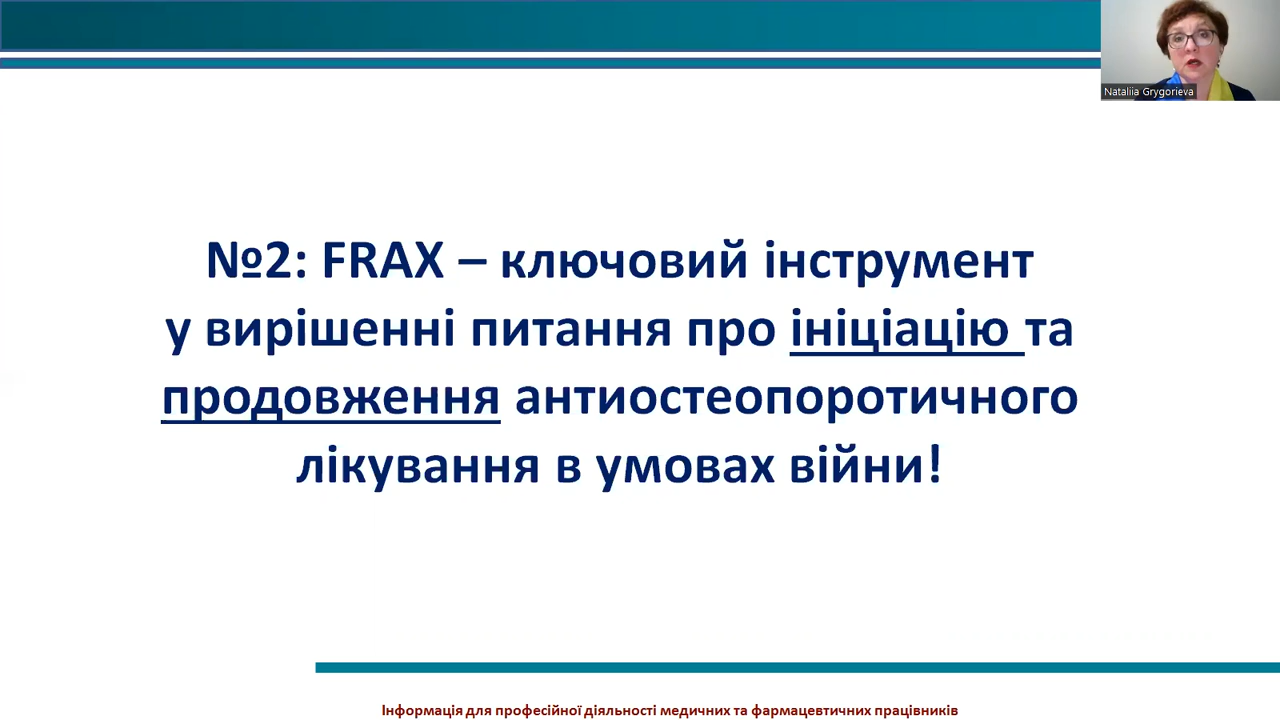 Nataliia Grygorieva
№2: FRAX – ключовий інструмент
у вирішенні питання про ініціацію та
продовження антиостеопоротичного
лікування в умовах війни!
Інформація для професійної діяльності медичних та фармацевтичних працівників